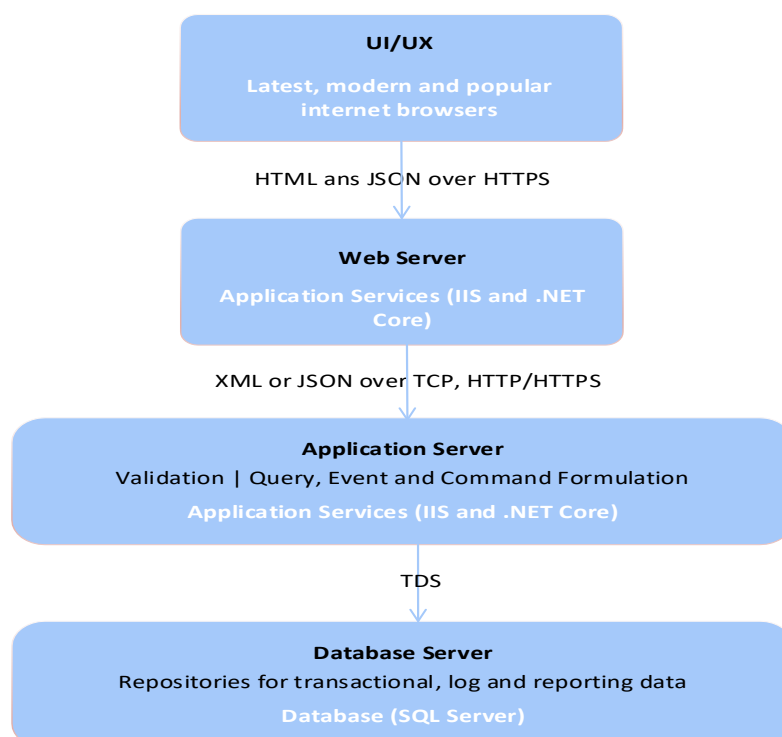 UI/UX
Latest, modern and popular
internet browsers
HTML ans JSON over HTTPS
Web Server
Application Services (IIS and .NET
Core)
XML or JSON over TCP, HTTP/HTTPS
Application Server
Validation | Query, Event and Command Formulation
Application Services (IIS and .NET Core)
TDS
Database Server
Repositories for transactional, log and reporting data
Database (SQL Server)